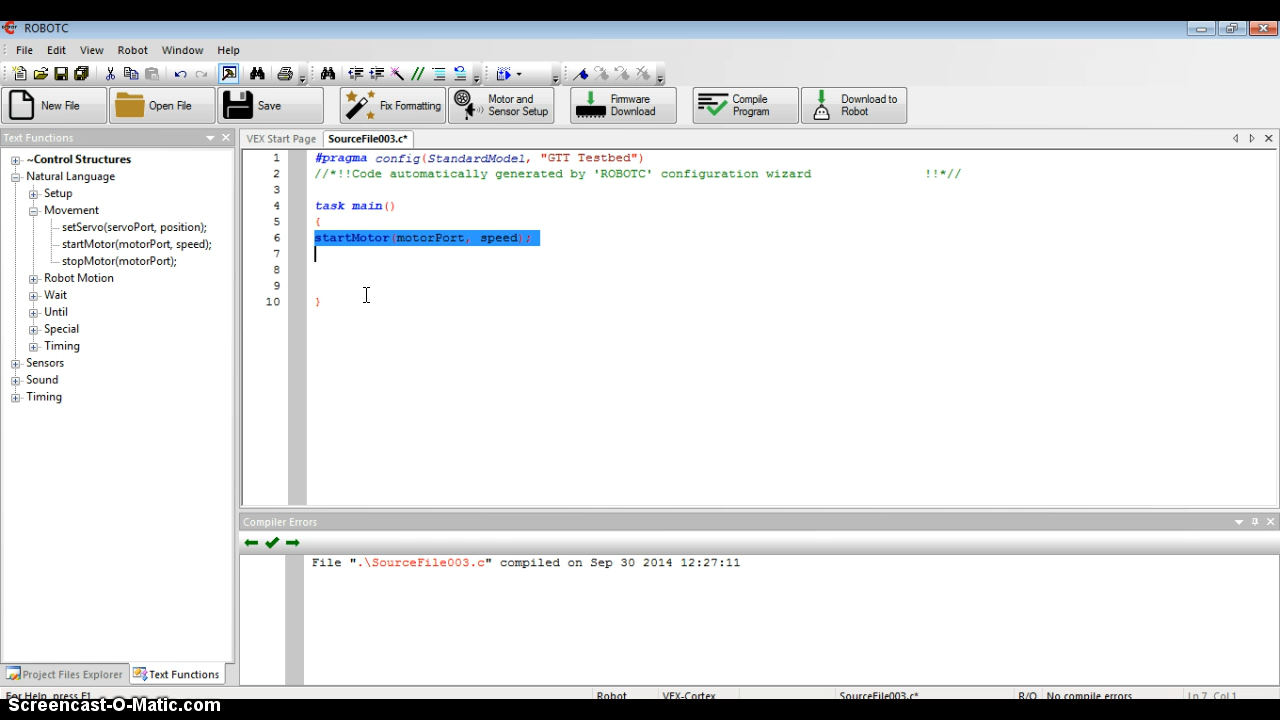 ROBOTC
File Edit View Robot Window Help
New File Open File Save Fix Formatting Motor and Sensor Setup Firmware Download Compile Program Download to Robot
Text Functions
VEX Start Page SourceFile003.c*
~Control Structures
Natural Language
Setup
Movement
setServo(servoPort, position);
startMotor(motorPort, speed);
stopMotor(motorPort);
Robot Motion
Wait
Until
Special
Timing
Sensors
Sound
Timing
1 #pragma config(StandardModel, "GTT Testbed")
2 //*!!Code automatically generated by 'ROBOTC' configuration wizard !!*//
3
4 task main()
5 {
6 startMotor(motorPort, speed);
7
8
9
10 }
Compiler Errors
File ".\SourceFile003.c" compiled on Sep 30 2014 12:27:11
Project Files Explorer Text Functions
For Help, press F1 Robot VEX-Cortex SourceFile003.c* R/O No compile errors Ln 7, Col 1
Screencast-O-Matic.com